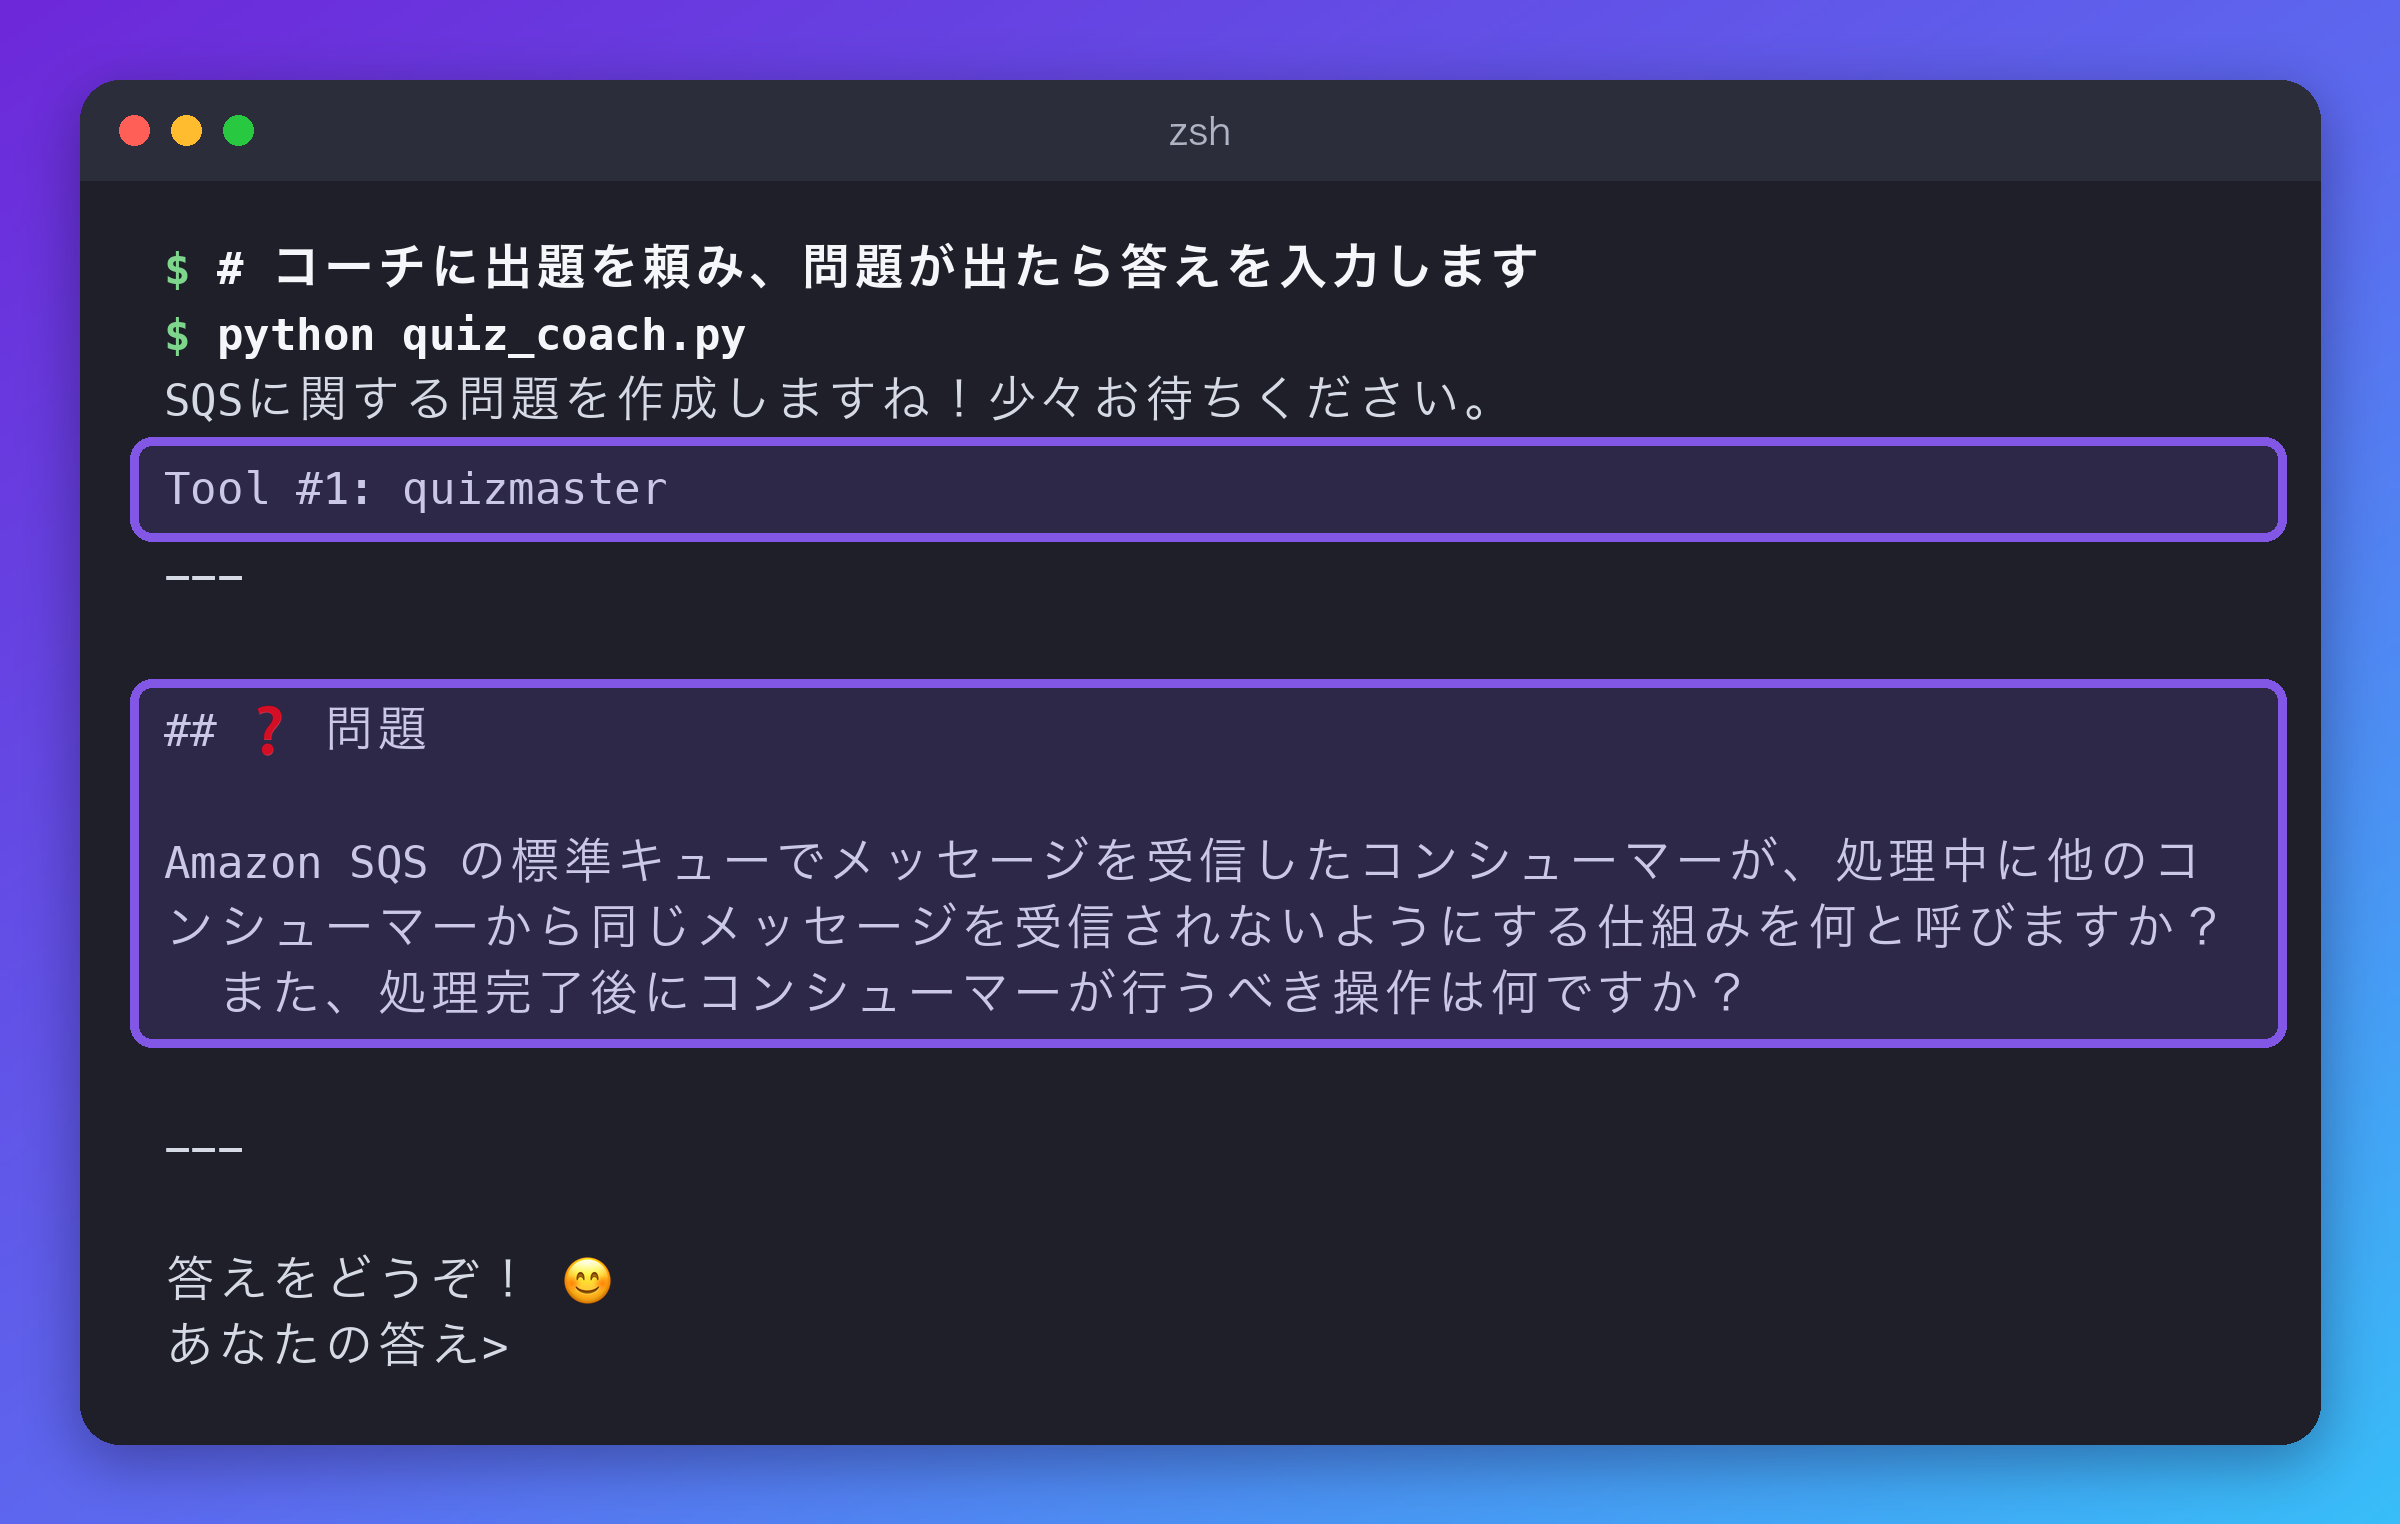 zsh
$ # コーチに出題を頼み、問題が出たら答えを入力します
$ python quiz_coach.py
SQSに関する問題を作成しますね！少々お待ちください。
Tool #1: quizmaster
---
## ❓ 問題
Amazon SQS の標準キューでメッセージを受信したコンシューマーが、処理中に他のコ
ンシューマーから同じメッセージを受信されないようにする仕組みを何と呼びますか？
また、処理完了後にコンシューマーが行うべき操作は何ですか？
---
答えをどうぞ！ 😊
あなたの答え>